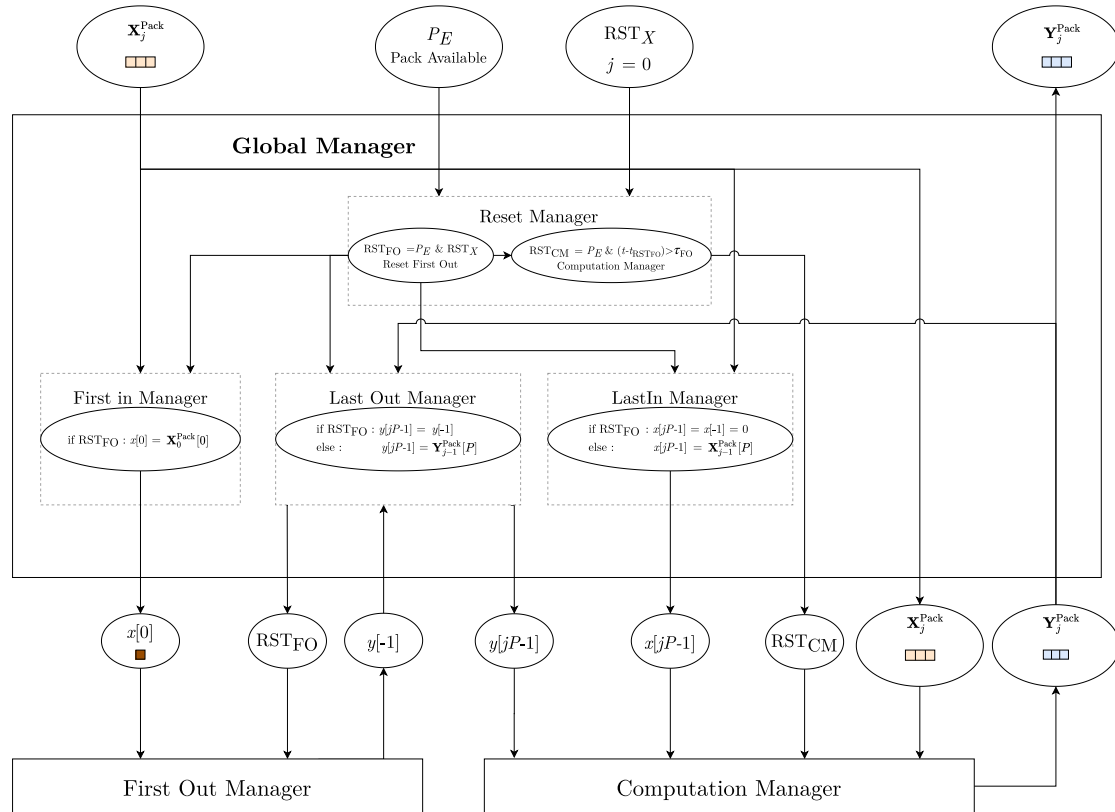 X_j^Pack
P_E
Pack Available
RST_X
j = 0
Y_j^Pack
Global Manager
Reset Manager
RST_FO =P_E & RST_X
Reset First Out
RST_CM = P_E & (t-t_RST_FO)>τ_FO
Computation Manager
First in Manager
if RST_FO : x[0] = X_0^Pack[0]
Last Out Manager
if RST_FO : y[jP-1] = y[-1]
else : y[jP-1] = Y_{j-1}^Pack[P]
LastIn Manager
if RST_FO : x[jP-1] = x[-1] = 0
else : x[jP-1] = X_{j-1}^Pack[P]
x[0]
RST_FO
y[-1]
y[jP-1]
x[jP-1]
RST_CM
X_j^Pack
Y_j^Pack
First Out Manager
Computation Manager